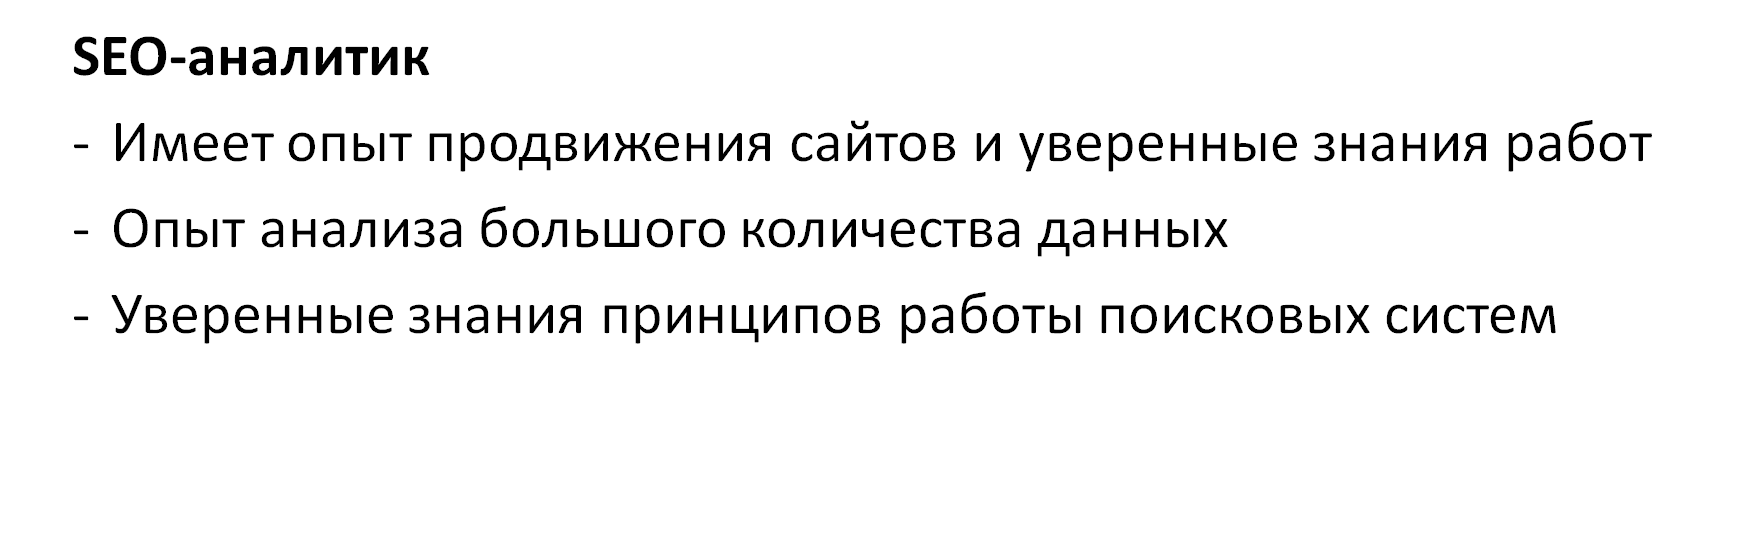 SEO-аналитик
- Имеет опыт продвижения сайтов и уверенные знания работ
- Опыт анализа большого количества данных
- Уверенные знания принципов работы поисковых систем